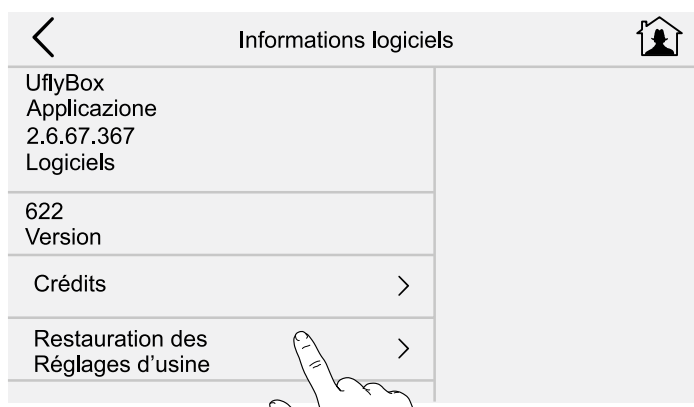 Informations logiciels
UflyBox
Applicazione
2.6.67.367
Logiciels
622
Version
Crédits
Restauration des
Réglages d'usine